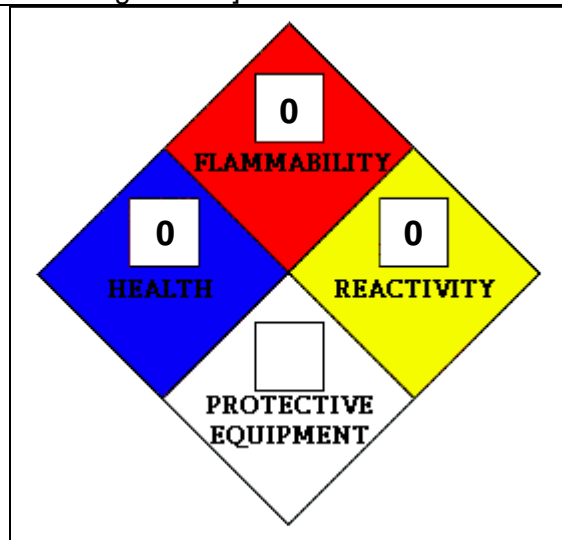 0
FLAMMABILITY
0
0
HEALTH
REACTIVITY
PROTECTIVE
EQUIPMENT